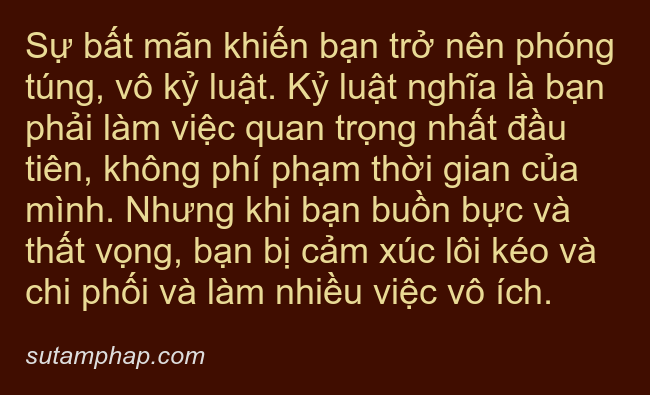 Sự bất mãn khiến bạn trở nên phóng
túng, vô kỷ luật. Kỷ luật nghĩa là bạn
phải làm việc quan trọng nhất đầu
tiên, không phí phạm thời gian của
mình. Nhưng khi bạn buồn bực và
thất vọng, bạn bị cảm xúc lôi kéo và
chi phối và làm nhiều việc vô ích.
sutamphap.com